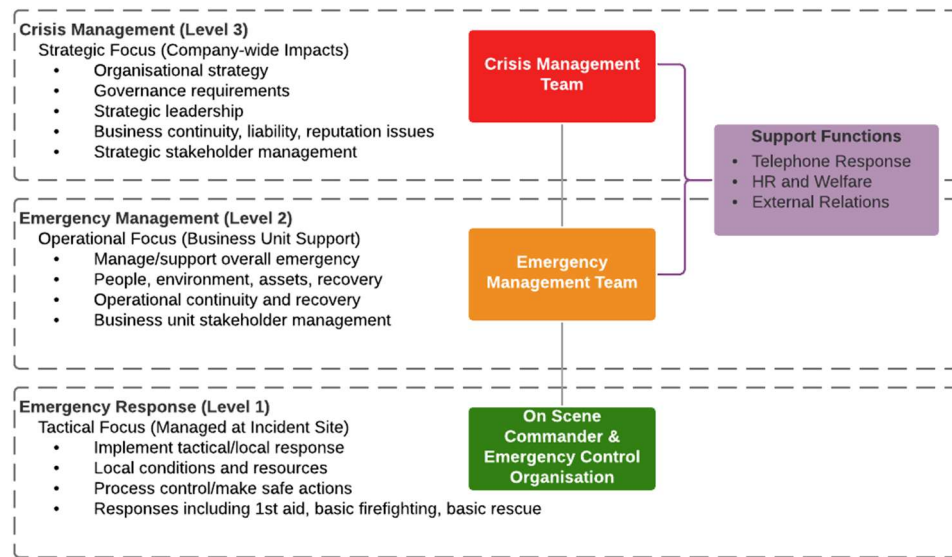 Crisis Management (Level 3)
Strategic Focus (Company-wide Impacts)
• Organisational strategy
• Governance requirements
• Strategic leadership
• Business continuity, liability, reputation issues
• Strategic stakeholder management
Crisis Management
Team
Support Functions
• Telephone Response
• HR and Welfare
• External Relations
Emergency Management (Level 2)
Operational Focus (Business Unit Support)
• Manage/support overall emergency
• People, environment, assets, recovery
• Operational continuity and recovery
• Business unit stakeholder management
Emergency
Management Team
Emergency Response (Level 1)
Tactical Focus (Managed at Incident Site)
• Implement tactical/local response
• Local conditions and resources
• Process control/make safe actions
• Responses including 1st aid, basic firefighting, basic rescue
On Scene
Commander &
Emergency Control
Organisation